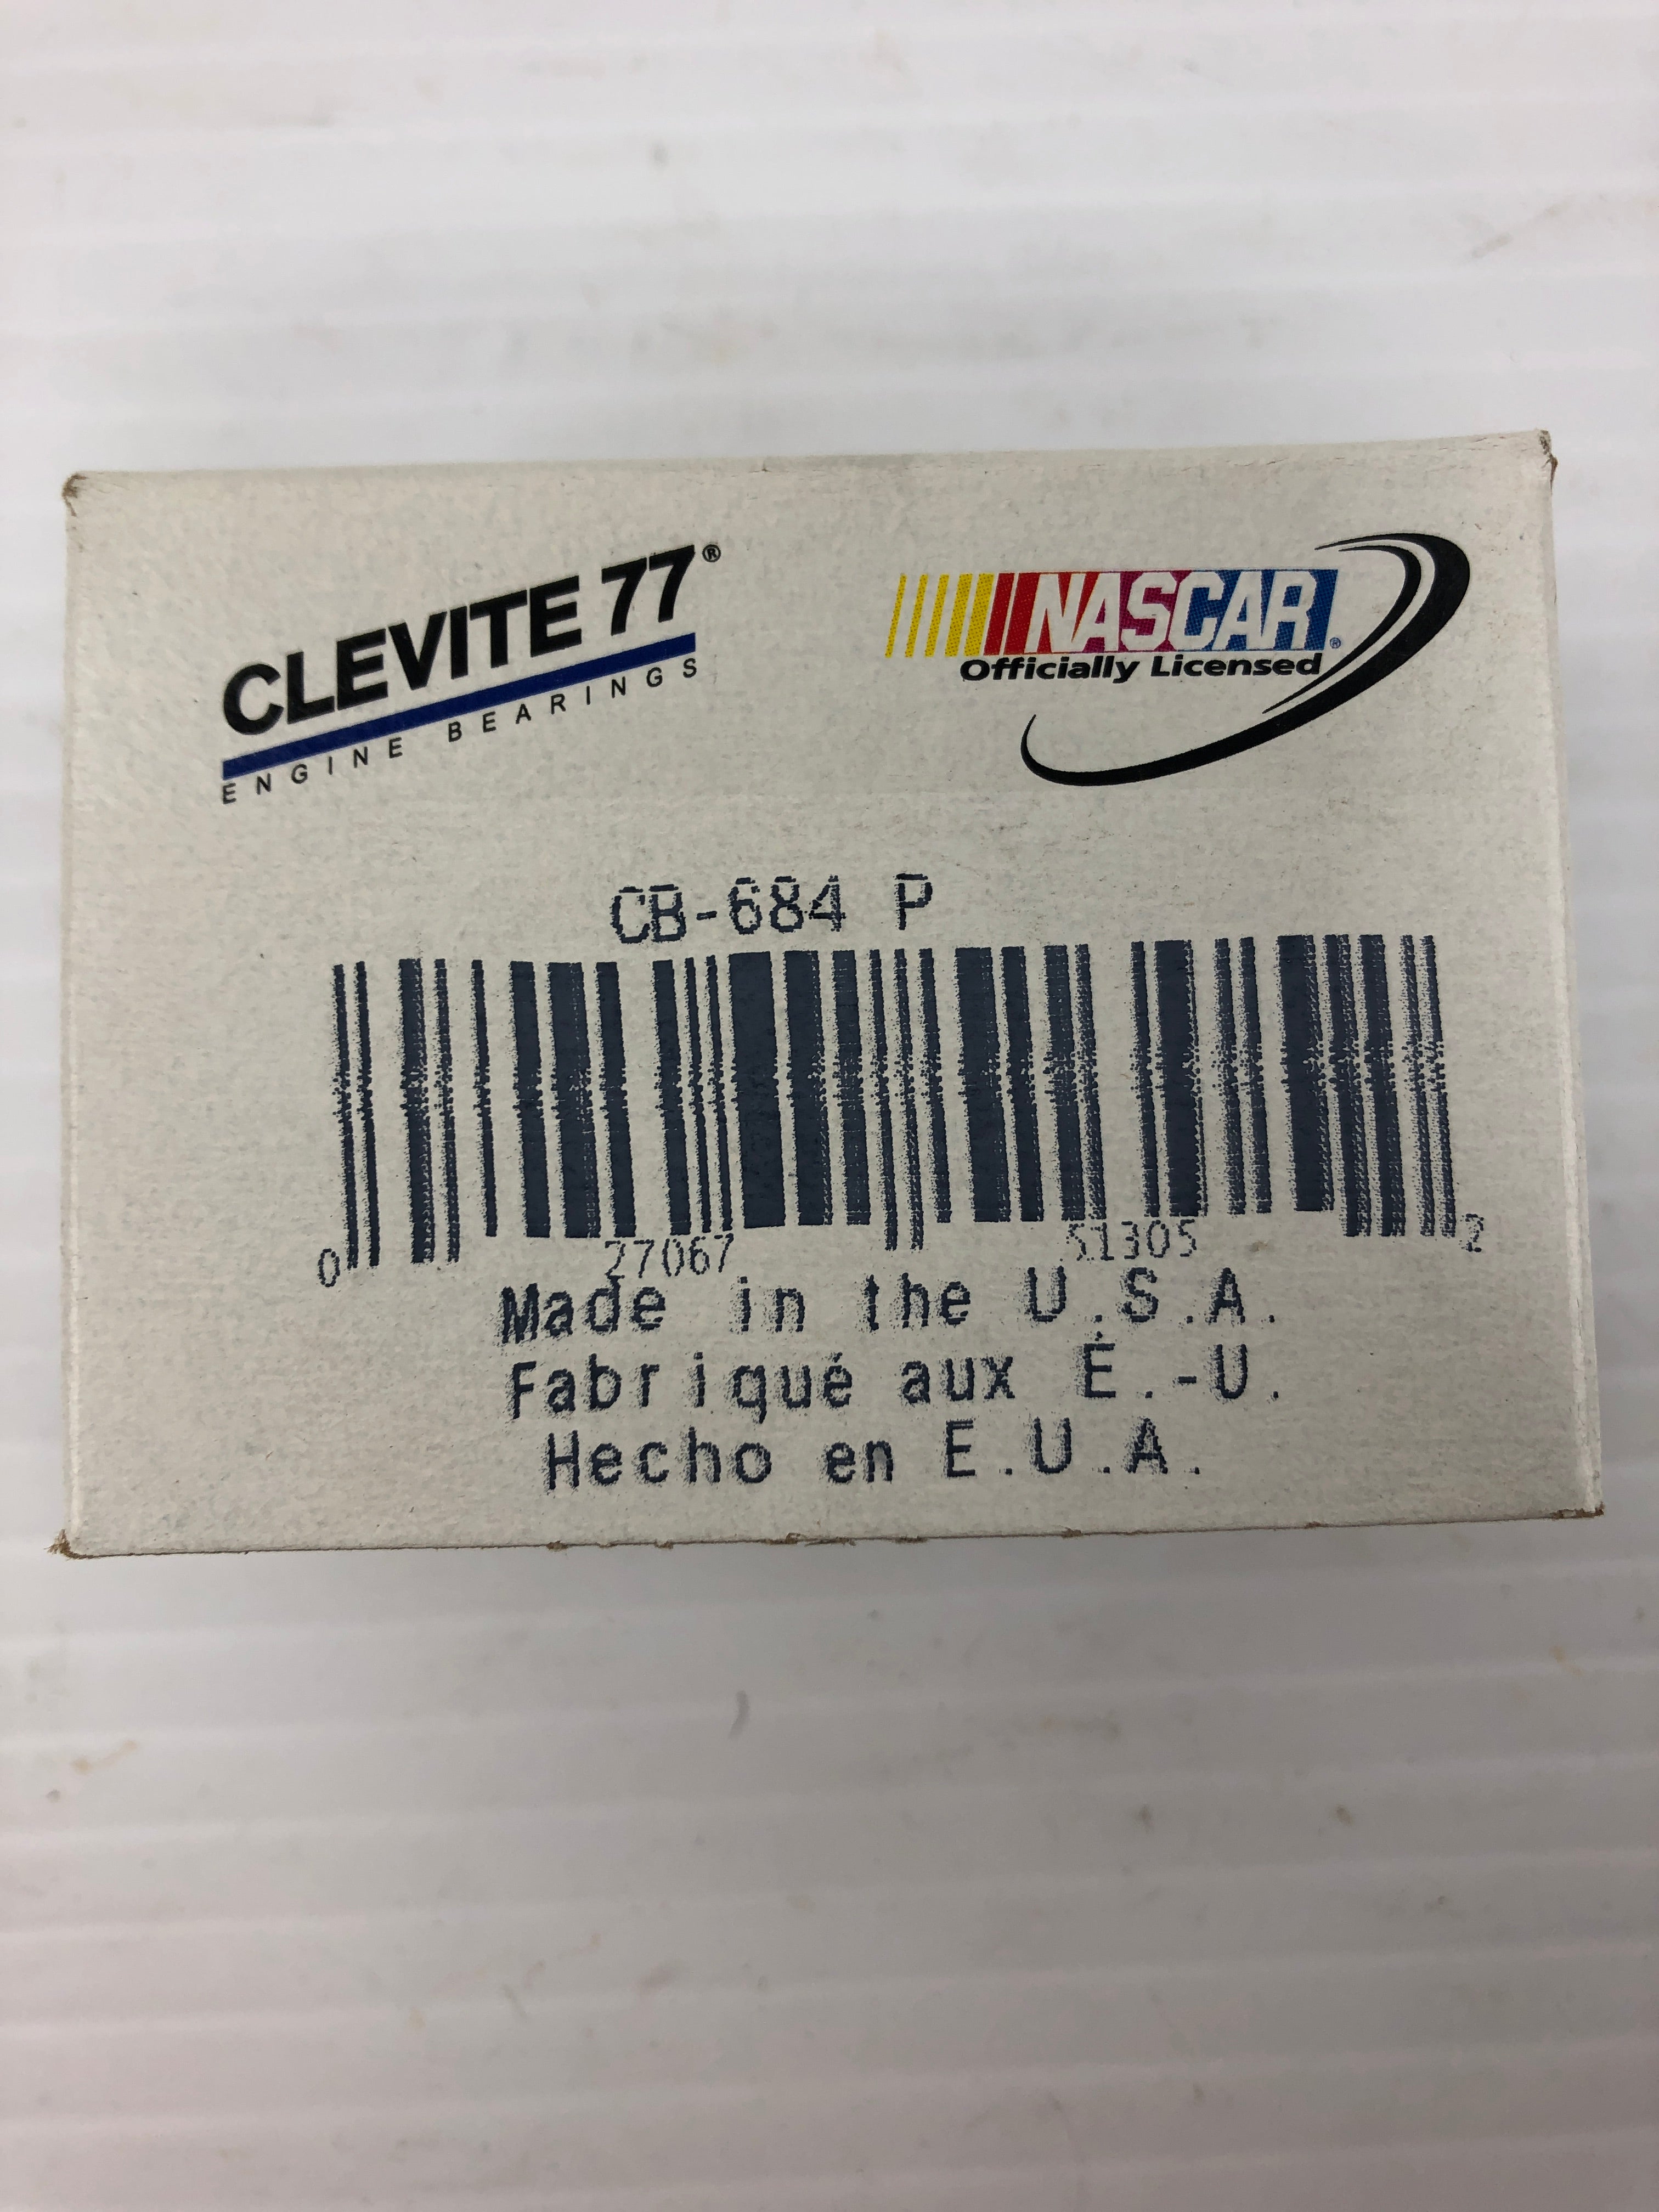 CLEVITE 77®
ENGINE BEARINGS
NASCAR®
Officially Licensed
CB-684 P
0 27067 51305 2
Made in the U.S.A.
Fabriqué aux É.-U.
Hecho en E.U.A.